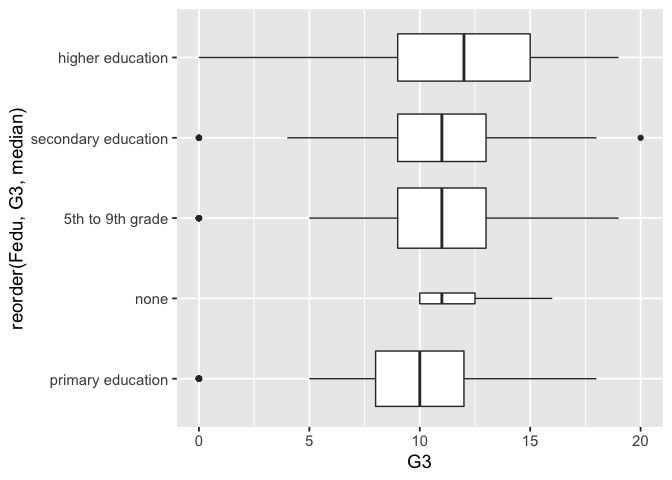 higher education
secondary education
5th to 9th grade
none
primary education
reorder(Fedu, G3, median)
0 5 10 15 20
G3